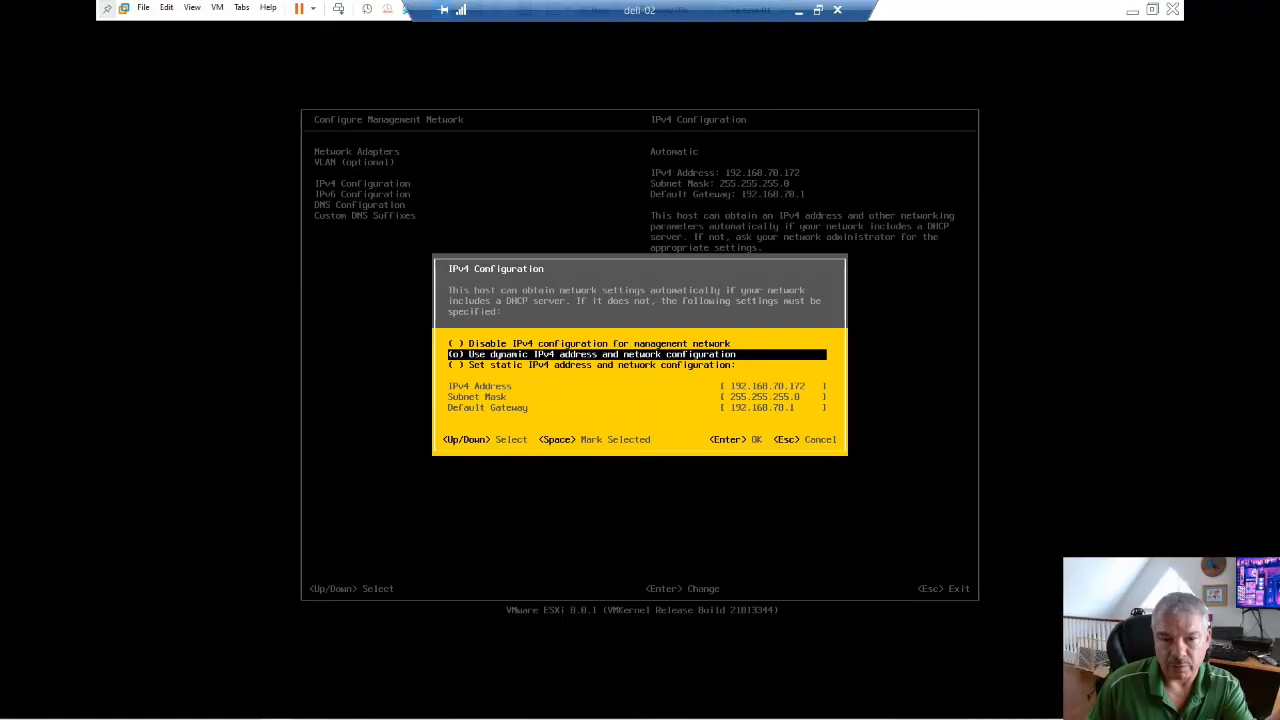 File Edit View VM Tabs Help
dell-02
Configure Management Network
IPv4 Configuration
Network Adapters
VLAN (optional)
IPv4 Configuration
IPv6 Configuration
DNS Configuration
Custom DNS Suffixes
Automatic
IPv4 Address: 192.168.70.172
Subnet Mask: 255.255.255.0
Default Gateway: 192.168.70.1
This host can obtain an IPv4 address and other networking
parameters automatically if your network includes a DHCP
server. If not, ask your network administrator for the
appropriate settings.
IPv4 Configuration
This host can obtain network settings automatically if your network
includes a DHCP server. If it does not, the following settings must be
specified:
( ) Disable IPv4 configuration for management network
(o) Use dynamic IPv4 address and network configuration
( ) Set static IPv4 address and network configuration:
IPv4 Address [ 192.168.70.172 ]
Subnet Mask [ 255.255.255.0 ]
Default Gateway [ 192.168.70.1 ]
<Up/Down> Select <Space> Mark Selected <Enter> OK <Esc> Cancel
<Up/Down> Select <Enter> Change <Esc> Exit
VMware ESXi 8.0.1 (VMKernel Release Build 21813344)